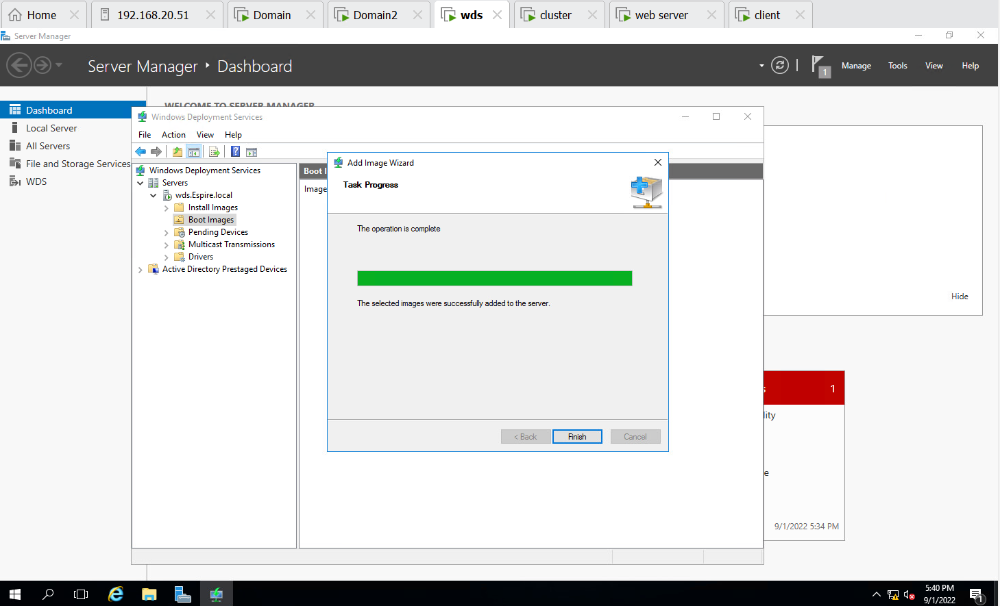 Home
192.168.20.51
Domain
Domain2
wds
cluster
web server
client
Server Manager
Server Manager
Dashboard
1
Manage
Tools
View
Help
Dashboard
Local Server
All Servers
File and Storage Services
WDS
WELCOME TO SERVER MANAGER
Windows Deployment Services
File
Action
View
Help
Windows Deployment Services
Servers
wds.Espire.local
Install Images
Boot Images
Pending Devices
Multicast Transmissions
Drivers
Active Directory Prestaged Devices
Boot I
Image
Add Image Wizard
Task Progress
The operation is complete
The selected images were successfully added to the server.
< Back
Finish
Cancel
Hide
s 1
lity
e
9/1/2022 5:34 PM
5:40 PM
9/1/2022
1